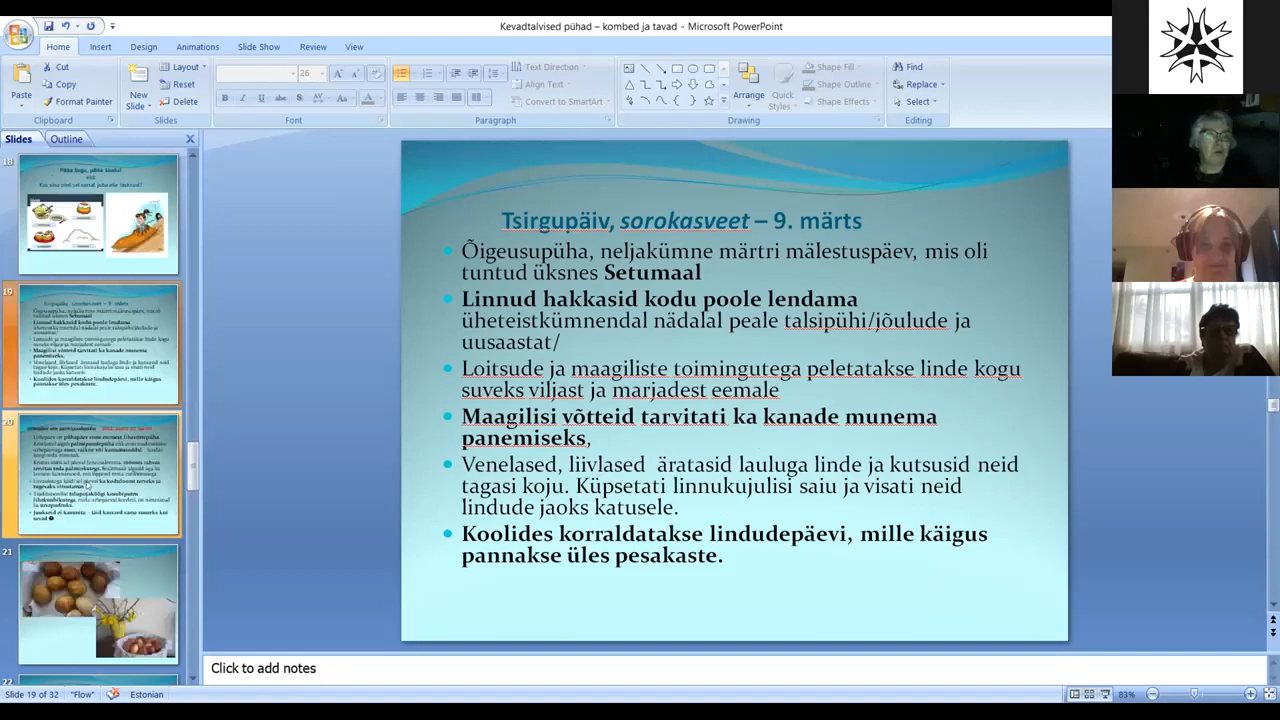 Kevadtalvised pühad – kombed ja tavad - Microsoft PowerPoint
Home Insert Design Animations Slide Show Review View
Paste
Cut
Copy
Format Painter
Clipboard
New
Slide
Layout
Reset
Delete
Slides
26
Font
Text Direction
Align Text
Convert to SmartArt
Paragraph
Arrange
Quick
Styles
Shape Fill
Shape Outline
Shape Effects
Drawing
Find
Replace
Select
Editing
Slides Outline
18
19
20
21
22
Tsirgupäiv, sorokasveet – 9. märts
Õigeusupüha, neljakümne märtri mälestuspäev, mis oli
tuntud üksnes Setumaal
Linnud hakkasid kodu poole lendama
üheteistkümnendal nädalal peale talsipühi/jõulude ja
uusaastat/
Loitsude ja maagiliste toimingutega peletatakse linde kogu
suveks viljast ja marjadest eemale
Maagilisi võtteid tarvitati ka kanade munema
panemiseks,
Venelased, liivlased äratasid lauluga linde ja kutsusid neid
tagasi koju. Küpsetati linnukujulisi saiu ja visati neid
lindude jaoks katusele.
Koolides korraldatakse lindudepäevi, mille käigus
pannakse üles pesakaste.
Click to add notes
Slide 19 of 32 "Flow" Estonian 83%